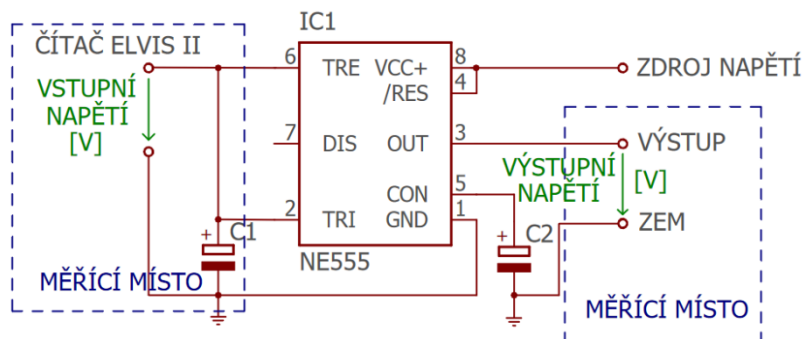 IC1
ČÍTAČ ELVIS II
VSTUPNÍ
NAPĚTÍ
[V]
6
TRE
VCC+
8
/RES
4
ZDROJ NAPĚTÍ
7
DIS
OUT
3
VÝSTUP
VÝSTUPNÍ
NAPĚTÍ
[V]
CON
5
2
TRI
GND
1
ZEM
+
C1
+
C2
NE555
MĚŘÍCÍ MÍSTO
MĚŘÍCÍ MÍSTO